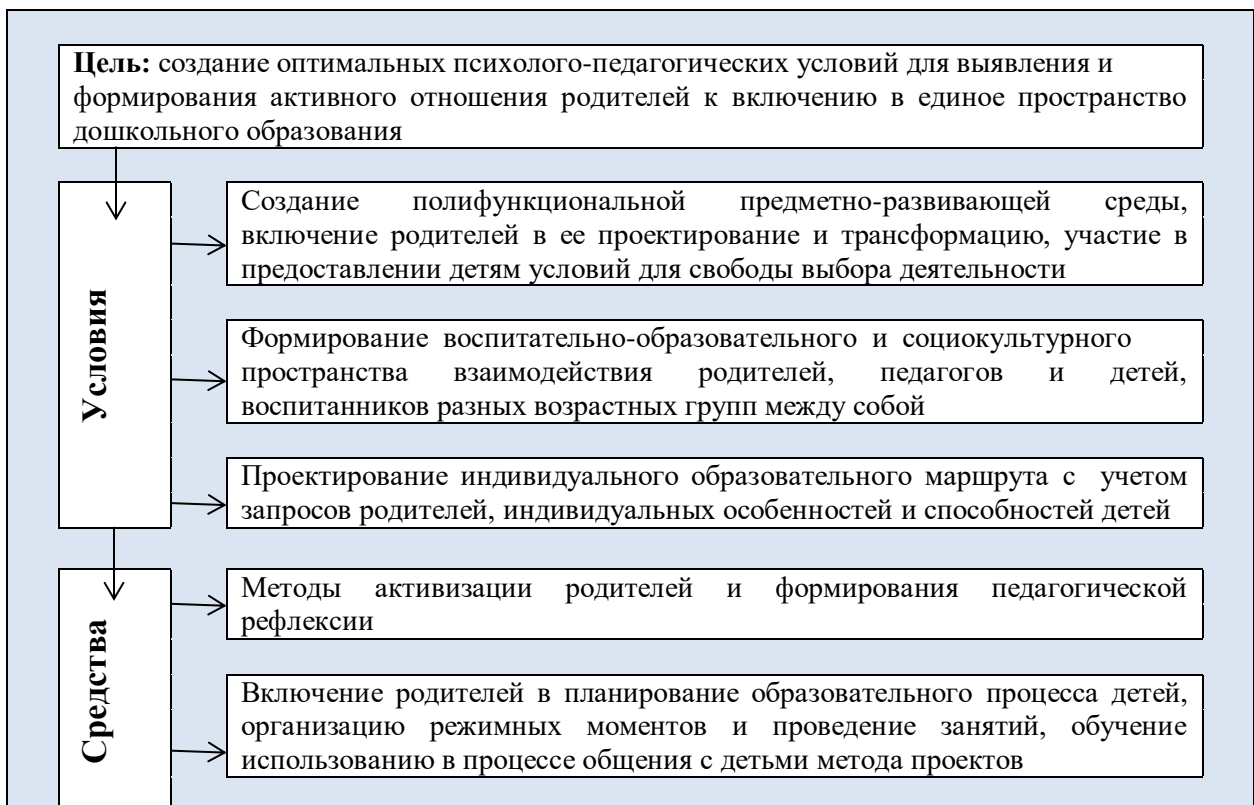 Цель: создание оптимальных психолого-педагогических условий для выявления и
формирования активного отношения родителей к включению в единое пространство
дошкольного образования
Условия
Создание полифункциональной предметно-развивающей среды,
включение родителей в ее проектирование и трансформацию, участие в
предоставлении детям условий для свободы выбора деятельности
Формирование воспитательно-образовательного и социокультурного
пространства взаимодействия родителей, педагогов и детей,
воспитанников разных возрастных групп между собой
Проектирование индивидуального образовательного маршрута с учетом
запросов родителей, индивидуальных особенностей и способностей детей
Средства
Методы активизации родителей и формирования педагогической
рефлексии
Включение родителей в планирование образовательного процесса детей,
организацию режимных моментов и проведение занятий, обучение
использованию в процессе общения с детьми метода проектов